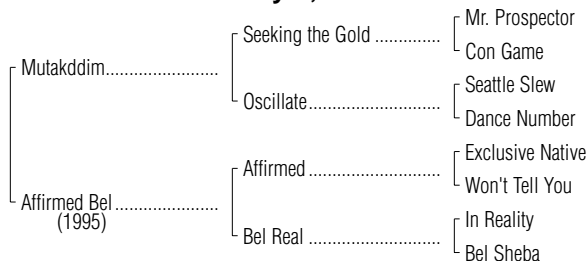 Mr. Prospector
Seeking the Gold ..............
Con Game
Mutakddim........................
Seattle Slew
Oscillate............................
Dance Number
Exclusive Native
Affirmed ............................
Won't Tell You
Affirmed Bel ......................
(1995)
In Reality
Bel Real ............................
Bel Sheba